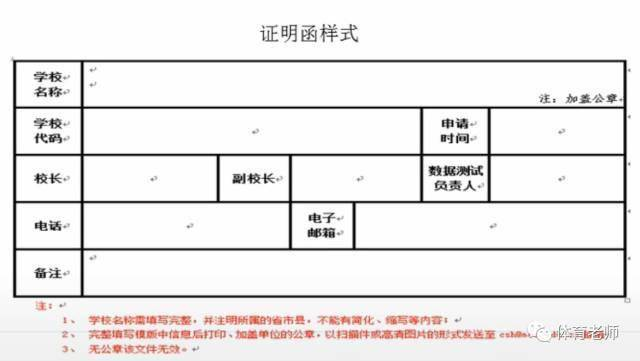 证明函样式
学校名称
注：加盖公章
学校代码
申请时间
校长
副校长
数据测试负责人
电话
电子邮箱
备注
注：
1、 学校名称需填写完整，并注明所属的省市县，不能有简化、缩写等内容；
2、 完整填写模版中信息后打印、加盖单位的公章，以扫描件或高清图片的形式发送至
3、 无公章该文件无效。
体育老师